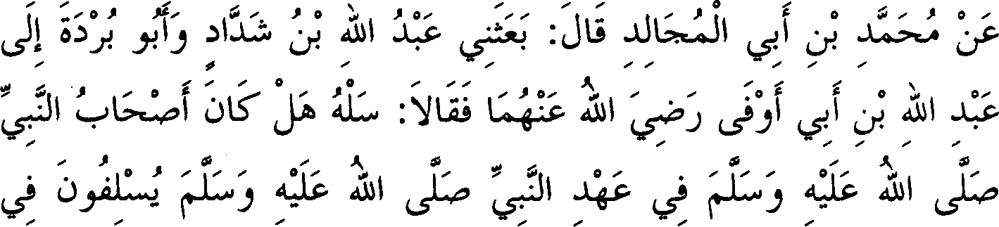 عَنْ مُحَمَّدِ بْنِ أَبِي الْمُجَالِدِ قَالَ: بَعَثَنِي عَبْدُ اللهِ بْنُ شَدَّادٍ وَأَبُو بُرْدَةَ إِلَى
عَبْدِ اللهِ بْنِ أَبِي أَوْفَى رَضِيَ اللهُ عَنْهُمَا فَقَالاَ: سَلْهُ هَلْ كَانَ أَصْحَابُ النَّبِيِّ
صَلَّى اللهُ عَلَيْهِ وَسَلَّمَ فِي عَهْدِ النَّبِيِّ صَلَّى اللهُ عَلَيْهِ وَسَلَّمَ يُسْلِفُونَ فِي